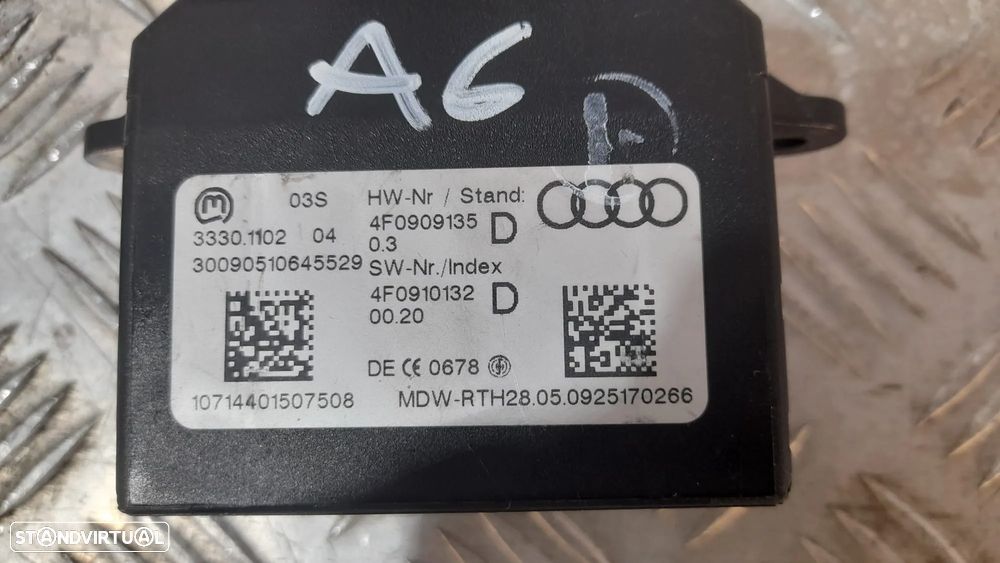 A6
D
m 03S
3330.1102 04
30090510645529
HW-Nr / Stand:
4F0909135 D
0.3
SW-Nr./Index
4F0910132 D
00.20
DE CE 0678
10714401507508
MDW-RTH28.05.0925170266
STANDVIRTUAL